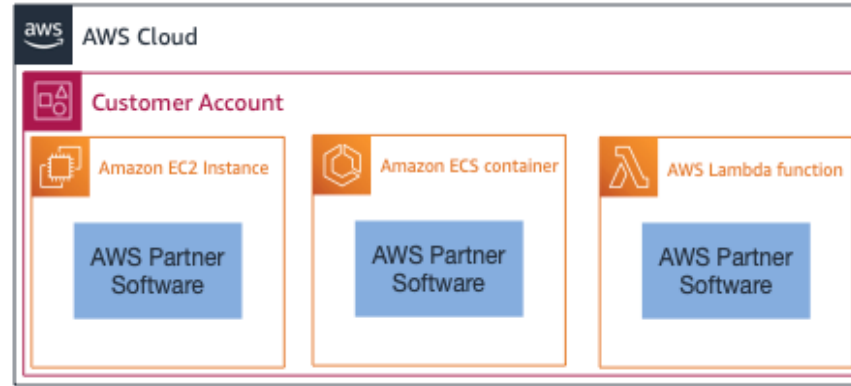 aws
AWS Cloud
Customer Account
Amazon EC2 Instance
AWS Partner
Software
Amazon ECS container
AWS Partner
Software
AWS Lambda function
AWS Partner
Software